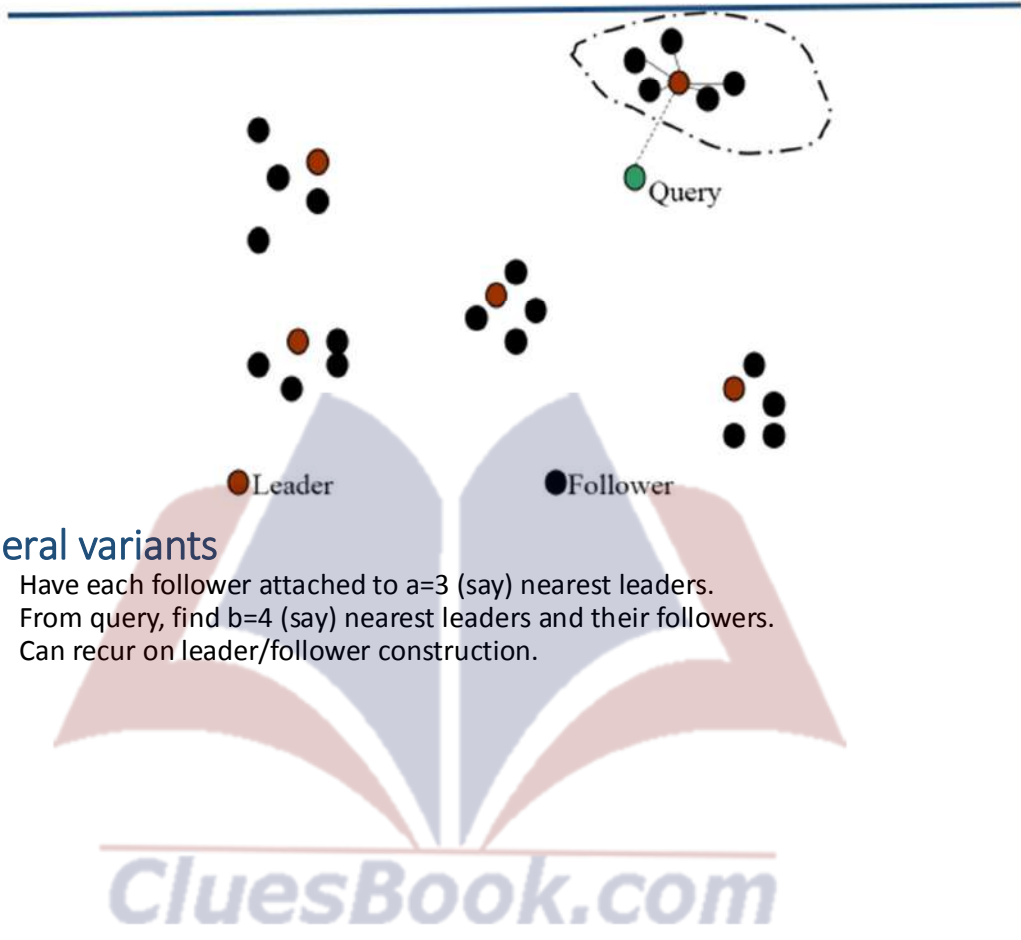 Query
Leader
Follower
eral variants
Have each follower attached to a=3 (say) nearest leaders.
From query, find b=4 (say) nearest leaders and their followers.
Can recur on leader/follower construction.
CluesBook.com